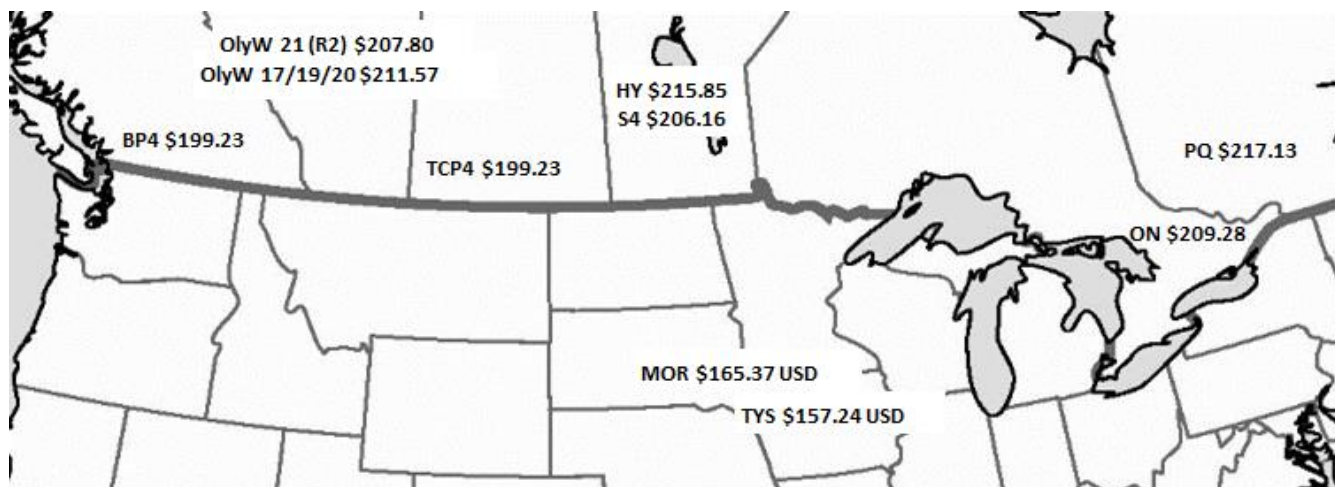 OlyW 21 (R2) $207.80
OlyW 17/19/20 $211.57
HY $215.85
S4 $206.16
BP4 $199.23
TCP4 $199.23
PQ $217.13
ON $209.28
MOR $165.37 USD
TYS $157.24 USD